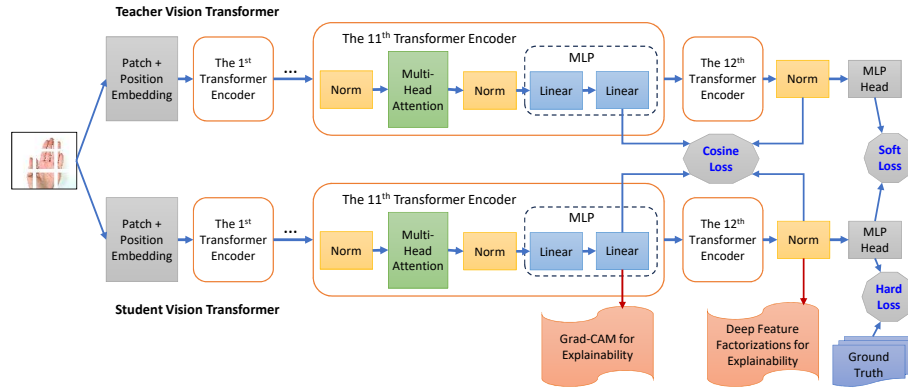 Teacher Vision Transformer
Patch +
Position
Embedding
The 1st
Transformer
Encoder
...
The 11th Transformer Encoder
Norm
Multi-
Head
Attention
Norm
MLP
Linear
Linear
The 12th
Transformer
Encoder
Norm
MLP
Head
Cosine
Loss
Soft
Loss
Patch +
Position
Embedding
The 1st
Transformer
Encoder
...
The 11th Transformer Encoder
Norm
Multi-
Head
Attention
Norm
MLP
Linear
Linear
The 12th
Transformer
Encoder
Norm
MLP
Head
Hard
Loss
Student Vision Transformer
Grad-CAM for
Explainability
Deep Feature
Factorizations for
Explainability
Ground
Truth